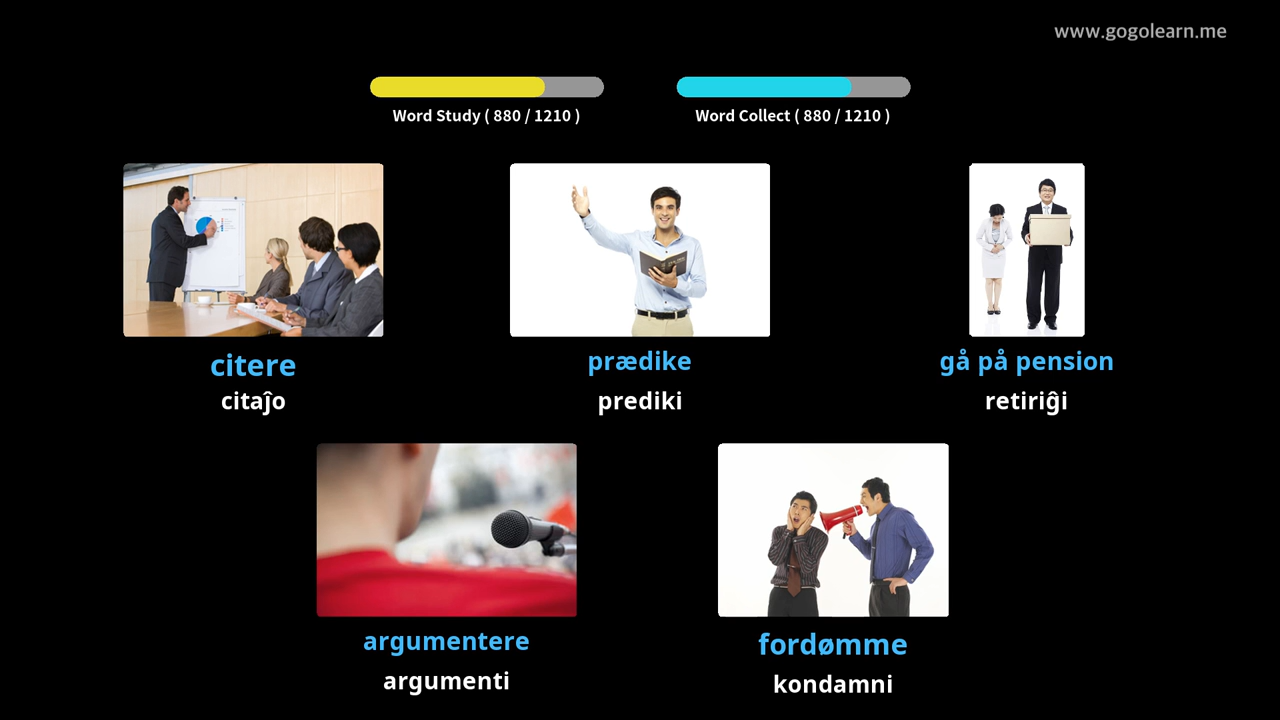 www.gogolearn.me
Word Study ( 880 / 1210 )
Word Collect ( 880 / 1210 )
citere
citaĵo
prædike
prediki
gå på pension
retiriĝi
argumentere
argumenti
fordømme
kondamni